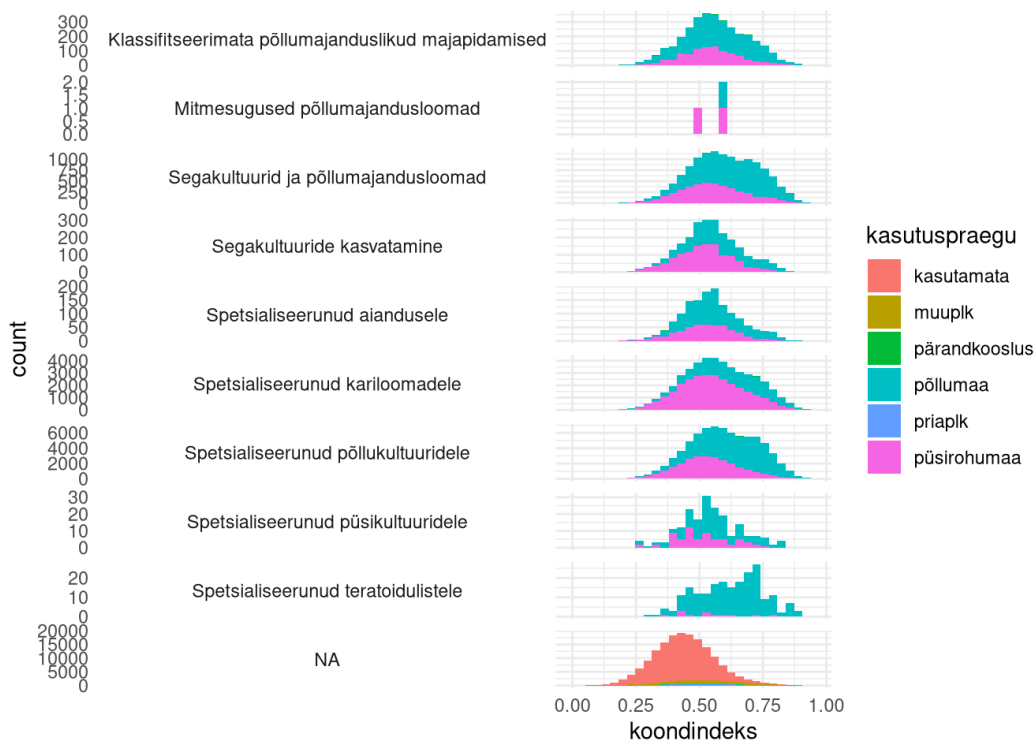 300
200
100
0
Klassifitseerimata põllumajanduslikud majapidamised
2.0
1.5
1.0
0.5
0.0
Mitmesugused põllumajandusloomad
1000
750
500
250
0
Segakultuurid ja põllumajandusloomad
300
200
100
0
Segakultuuride kasvatamine
200
150
100
50
0
Spetsialiseerunud aiandusele
4000
3000
2000
1000
0
Spetsialiseerunud kariloomadele
6000
4000
2000
0
Spetsialiseerunud põllukultuuridele
30
20
10
0
Spetsialiseerunud püsikultuuridele
20
10
0
Spetsialiseerunud teratoidulistele
20000
15000
10000
5000
0
NA
count
0.00 0.25 0.50 0.75 1.00
koondindeks
kasutuspraegu
kasutamata
muuplk
pärandkooslus
põllumaa
priaplk
püsirohumaa